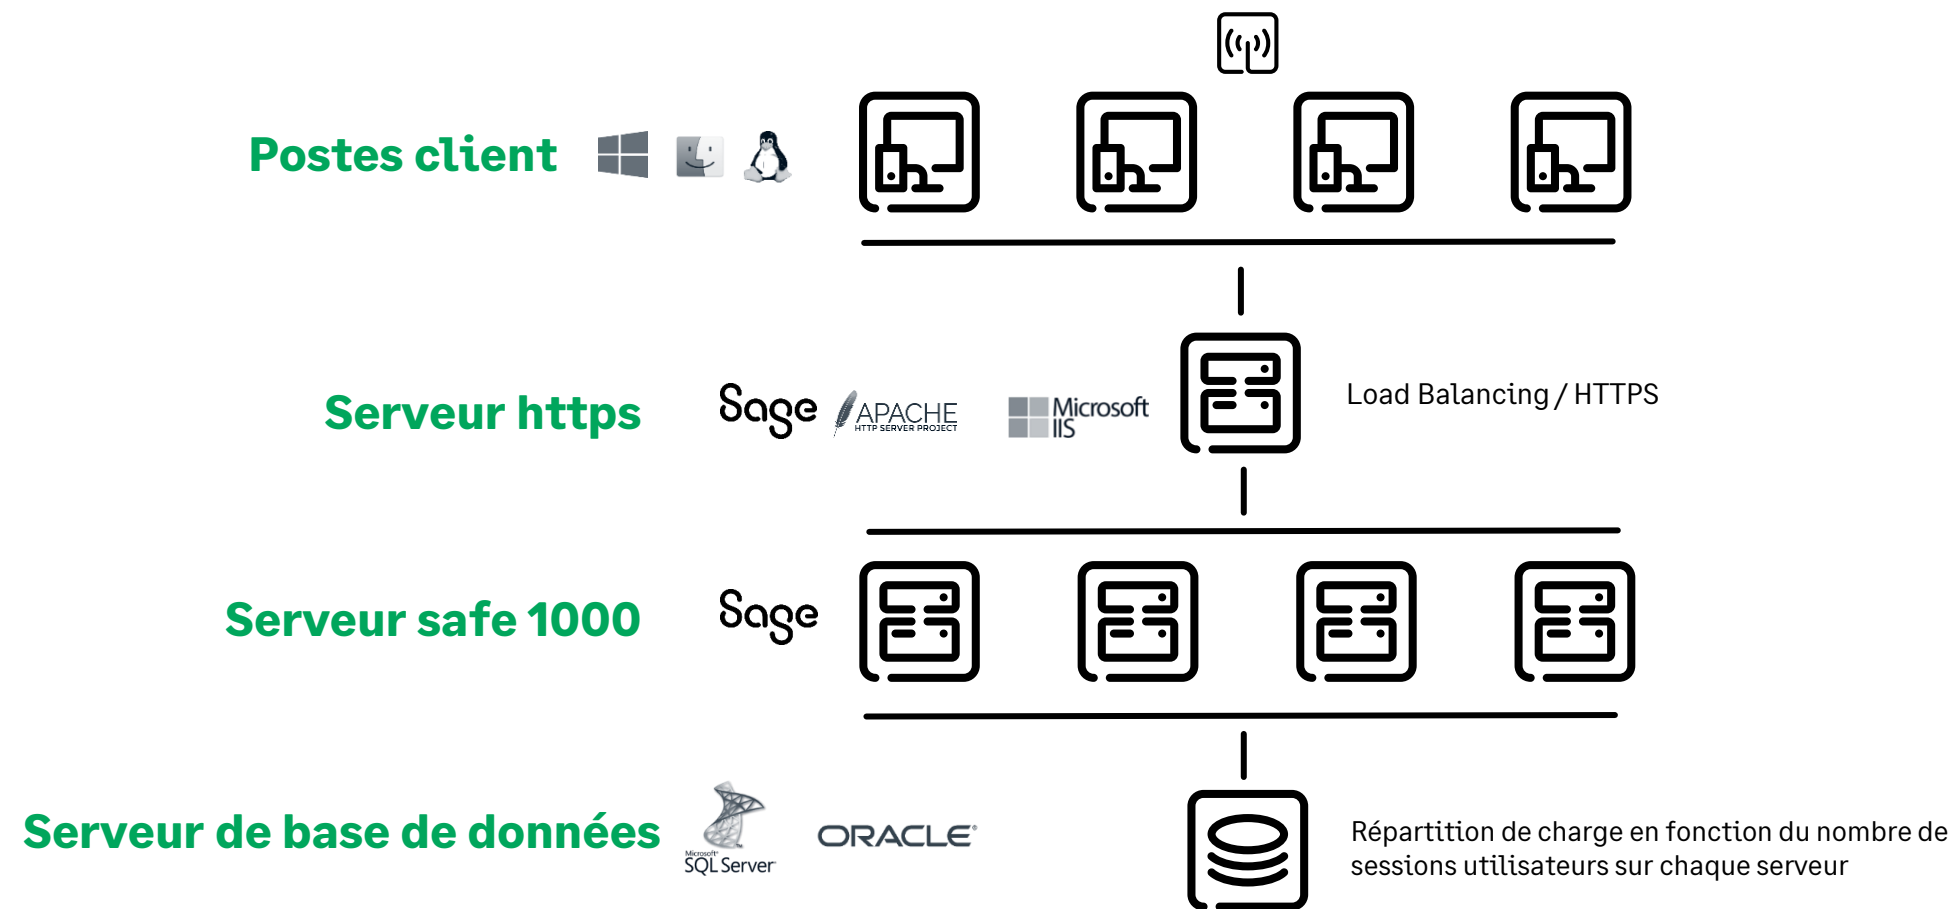 Postes client
Serveur https
Sage
APACHE
HTTP SERVER PROJECT
Microsoft
IIS
Load Balancing / HTTPS
Serveur safe 1000
Sage
Serveur de base de données
Microsoft®
SQL Server
ORACLE®
Répartition de charge en fonction du nombre de
sessions utilisateurs sur chaque serveur